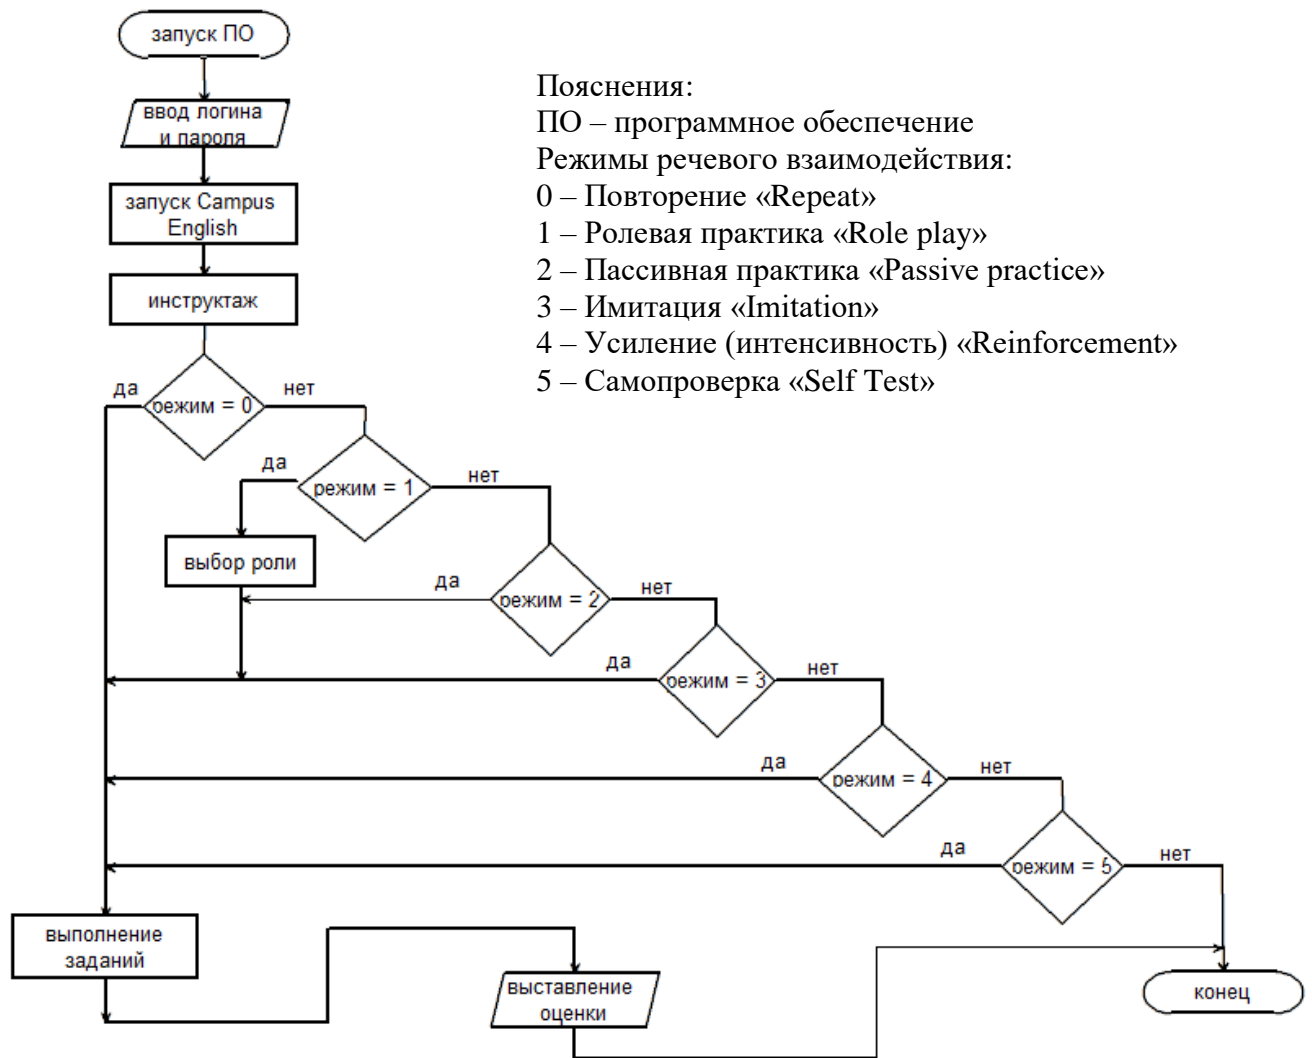 запуск ПО
ввод логина
и пароля
запуск Campus
English
инструктаж
Пояснения:
ПО – программное обеспечение
Режимы речевого взаимодействия:
0 – Повторение «Repeat»
1 – Ролевая практика «Role play»
2 – Пассивная практика «Passive practice»
3 – Имитация «Imitation»
4 – Усиление (интенсивность) «Reinforcement»
5 – Самопроверка «Self Test»
да
режим = 0
нет
да
режим = 1
нет
выбор роли
да
режим = 2
нет
да
режим = 3
нет
да
режим = 4
нет
да
режим = 5
нет
выполнение
заданий
выставление
оценки
конец